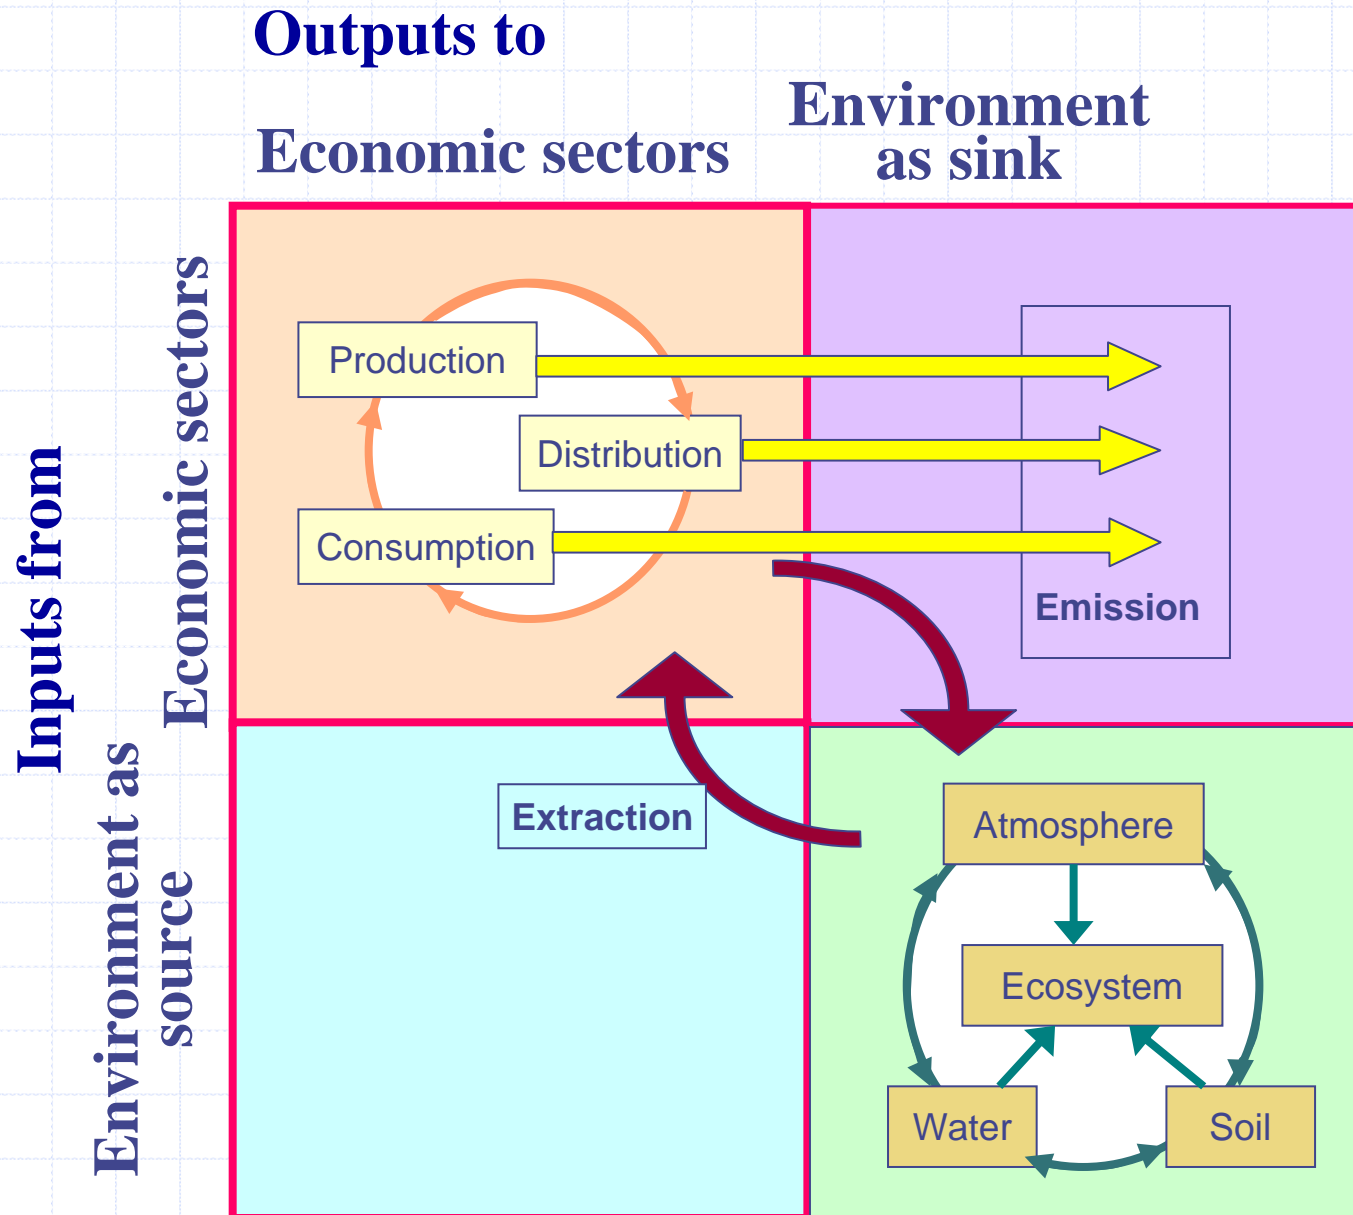 Outputs to
Economic sectors
Environment
as sink
Inputs from
Economic sectors
Environment as
source
Production
Distribution
Consumption
Emission
Extraction
Atmosphere
Ecosystem
Water
Soil